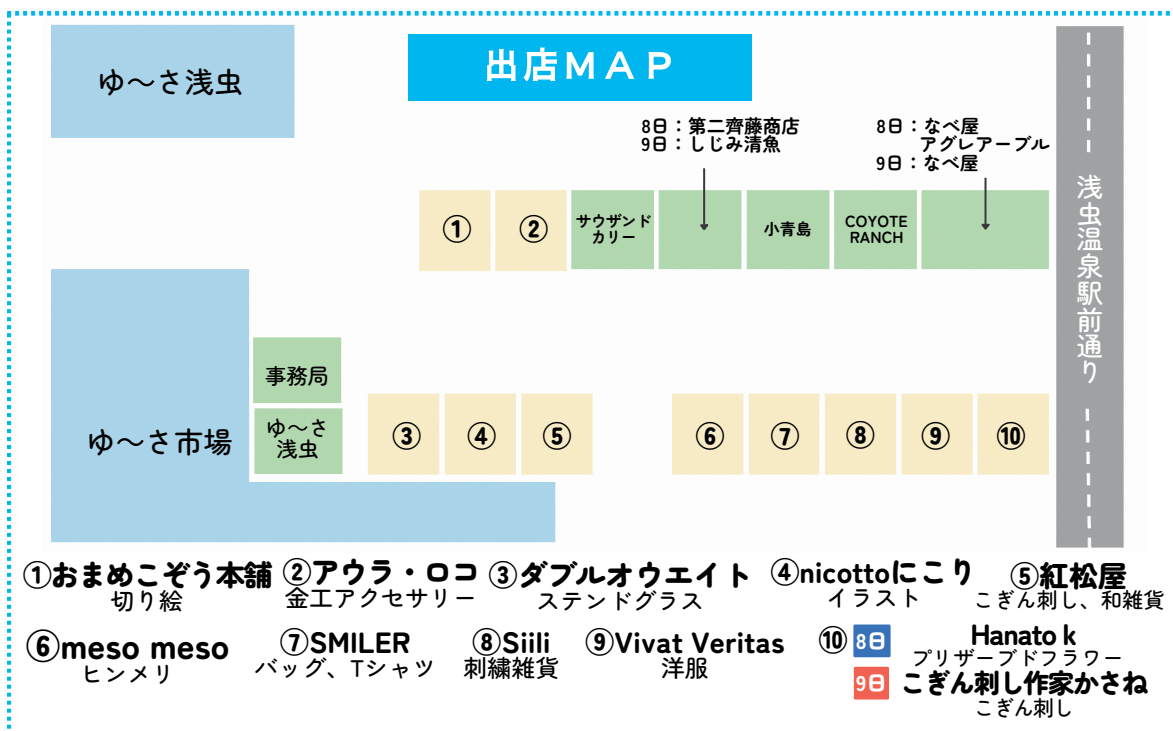 出店MAP
ゆ〜さ浅虫
8日：第二齊藤商店
9日：しじみ清魚
8日：なべ屋
アグレアーブル
9日：なべ屋
①
②
サウザンド
カリー
小青島
COYOTE
RANCH
浅虫温泉駅前通り
事務局
ゆ〜さ
浅虫
ゆ〜さ市場
③
④
⑤
⑥
⑦
⑧
⑨
⑩
①おまめこぞう本舗
切り絵
②アウラ・ロコ
金工アクセサリー
③ダブルオウエイト
ステンドグラス
④nicottoにこり
イラスト
⑤紅松屋
こぎん刺し、和雑貨
⑥meso meso
ヒンメリ
⑦SMILER
バッグ、Tシャツ
⑧Siili
刺繍雑貨
⑨Vivat Veritas
洋服
⑩ 8日 Hanato k
プリザーブドフラワー
9日 こぎん刺し作家かさね
こぎん刺し